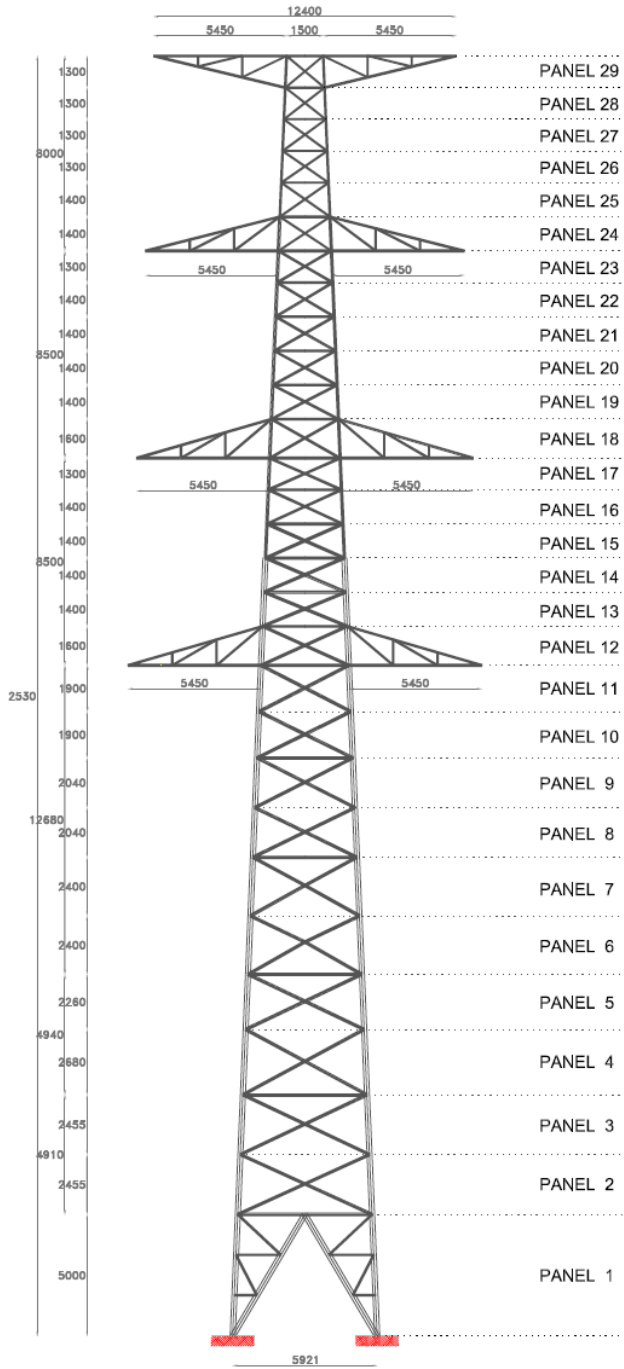 12400
5450 1500 5450
1300 PANEL 29
1300 PANEL 28
1300 PANEL 27
8000
1300 PANEL 26
1400 PANEL 25
1400 PANEL 24
1300 PANEL 23
5450 5450
1400 PANEL 22
1400 PANEL 21
8500
1400 PANEL 20
1400 PANEL 19
1600 PANEL 18
1300 PANEL 17
5450 5450
1400 PANEL 16
1400 PANEL 15
8500
1400 PANEL 14
1400 PANEL 13
1600 PANEL 12
1900 PANEL 11
5450 5450
2530
1900 PANEL 10
2040 PANEL 9
12680
2040 PANEL 8
2400 PANEL 7
2400 PANEL 6
2260 PANEL 5
4940
2680 PANEL 4
2455 PANEL 3
4910
2455 PANEL 2
5000 PANEL 1
5921